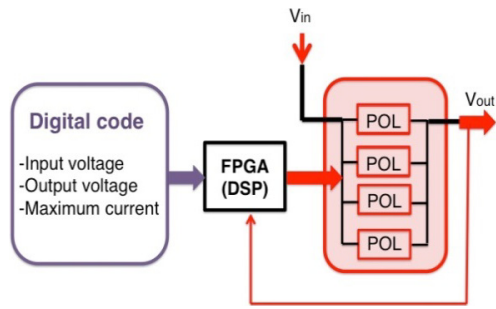 Vin
Vout
Digital code
-Input voltage
-Output voltage
-Maximum current
FPGA
(DSP)
POL
POL
POL
POL